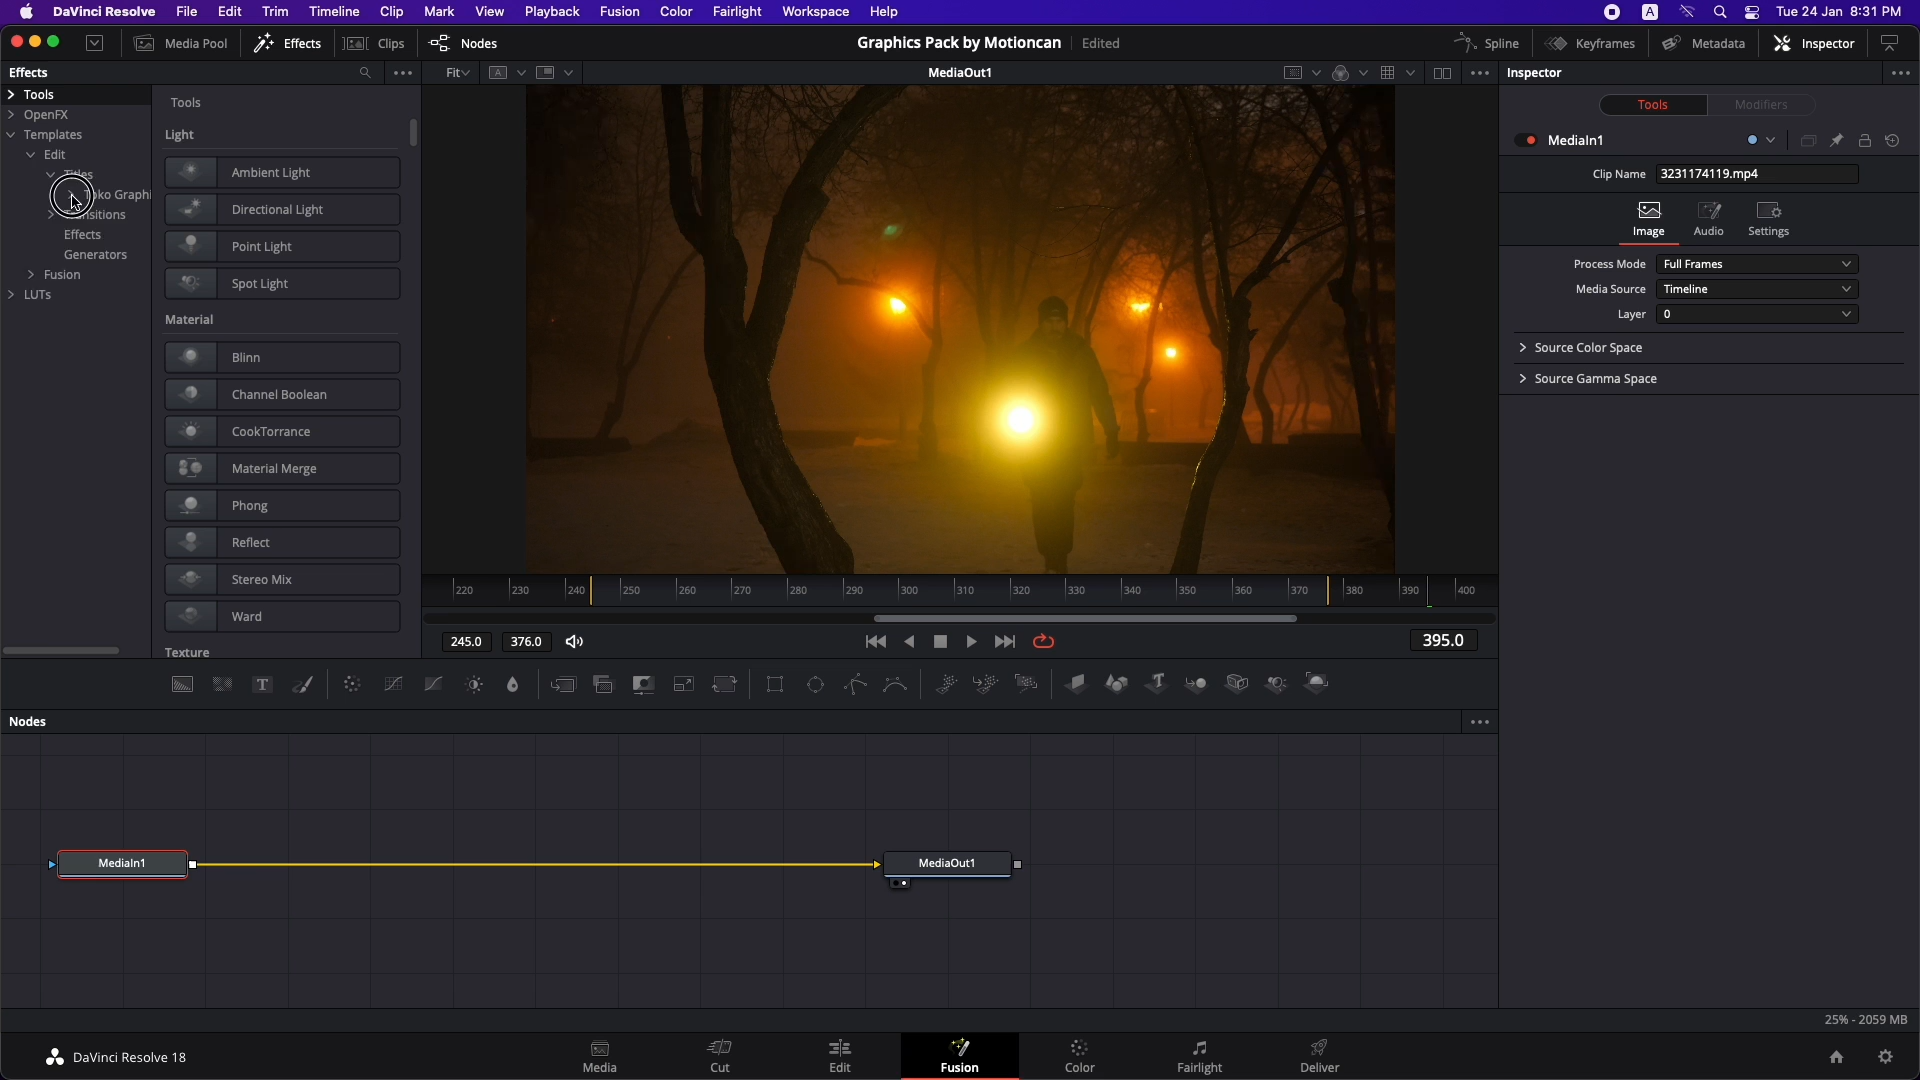 DaVinci Resolve File Edit Trim Timeline Clip Mark View Playback Fusion Color Fairlight Workspace Help A Tue 24 Jan 8:31 PM
Media Pool Effects Clips Nodes Graphics Pack by Motioncan Edited Spline Keyframes Metadata Inspector
Effects Fit A MediaOut1 Inspector
Tools
OpenFX
Templates
Edit
Titles
Transitions
Effects
Generators
Fusion
LUTs
Tools
Light
Ambient Light
Directional Light
Point Light
Spot Light
Material
Blinn
Channel Boolean
CookTorrance
Material Merge
Phong
Reflect
Stereo Mix
Ward
Texture
220 230 240 250 260 270 280 290 300 310 320 330 340 350 360 370 380 390 400
245.0 376.0 395.0
T
Tools Modifiers
MediaIn1
Clip Name 3231174119.mp4
Image Audio Settings
Process Mode Full Frames
Media Source Timeline
Layer 0
Source Color Space
Source Gamma Space
Nodes
MediaIn1 MediaOut1
25% - 2059 MB
DaVinci Resolve 18 Media Cut Edit Fusion Color Fairlight Deliver